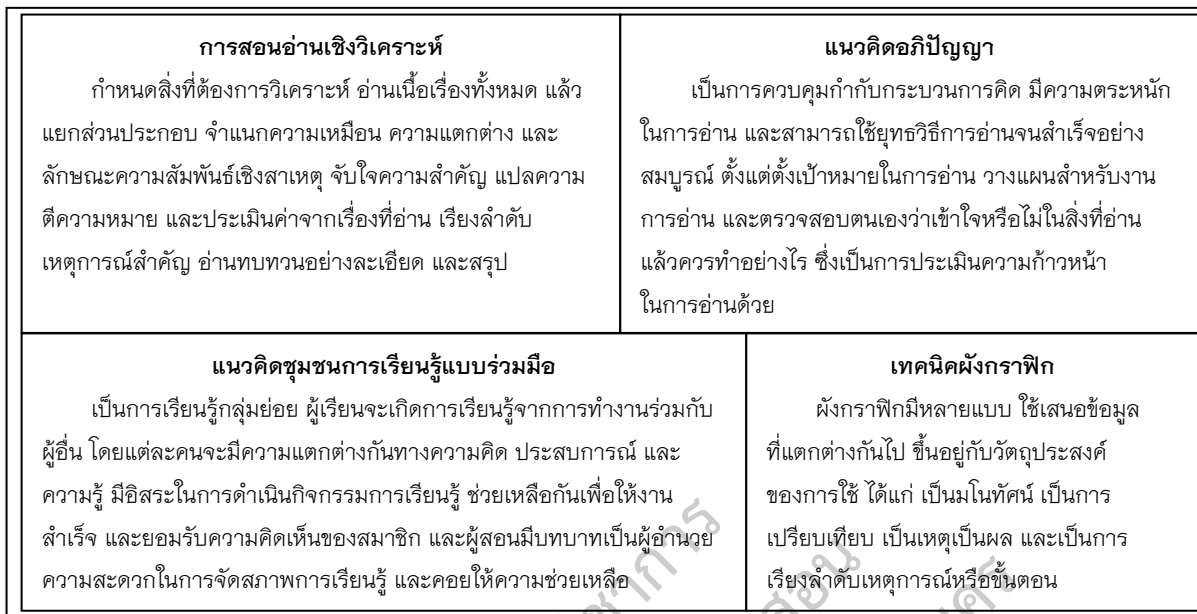 การสอนอ่านเชิงวิเคราะห์
กำหนดสิ่งที่ต้องการวิเคราะห์ อ่านเนื้อเรื่องทั้งหมด แล้ว
แยกส่วนประกอบ จำแนกความเหมือน ความแตกต่าง และ
ลักษณะความสัมพันธ์เชิงสาเหตุ จับใจความสำคัญ แปลความ
ตีความหมาย และประเมินค่าจากเรื่องที่อ่าน เรียงลำดับ
เหตุการณ์สำคัญ อ่านทบทวนอย่างละเอียด และสรุป
แนวคิดอภิปัญญา
เป็นการควบคุมกำกับกระบวนการคิด มีความตระหนัก
ในการอ่าน และสามารถใช้ยุทธวิธีการอ่านจนสำเร็จอย่าง
สมบูรณ์ ตั้งแต่ตั้งเป้าหมายในการอ่าน วางแผนสำหรับงาน
การอ่าน และตรวจสอบตนเองว่าเข้าใจหรือไม่ในสิ่งที่อ่าน
แล้วควรทำอย่างไร ซึ่งเป็นการประเมินความก้าวหน้า
ในการอ่านด้วย
แนวคิดชุมชนการเรียนรู้แบบร่วมมือ
เป็นการเรียนรู้กลุ่มย่อย ผู้เรียนจะเกิดการเรียนรู้จากการทำงานร่วมกับ
ผู้อื่น โดยแต่ละคนจะมีความแตกต่างกันทางความคิด ประสบการณ์ และ
ความรู้ มีอิสระในการดำเนินกิจกรรมการเรียนรู้ ช่วยเหลือกันเพื่อให้งาน
สำเร็จ และยอมรับความคิดเห็นของสมาชิก และผู้สอนมีบทบาทเป็นผู้อำนวย
ความสะดวกในการจัดสภาพการเรียนรู้ และคอยให้ความช่วยเหลือ
เทคนิคผังกราฟิก
ผังกราฟิกมีหลายแบบ ใช้เสนอข้อมูล
ที่แตกต่างกันไป ขึ้นอยู่กับวัตถุประสงค์
ของการใช้ ได้แก่ เป็นมโนทัศน์ เป็นการ
เปรียบเทียบ เป็นเหตุเป็นผล และเป็นการ
เรียงลำดับเหตุการณ์หรือขั้นตอน